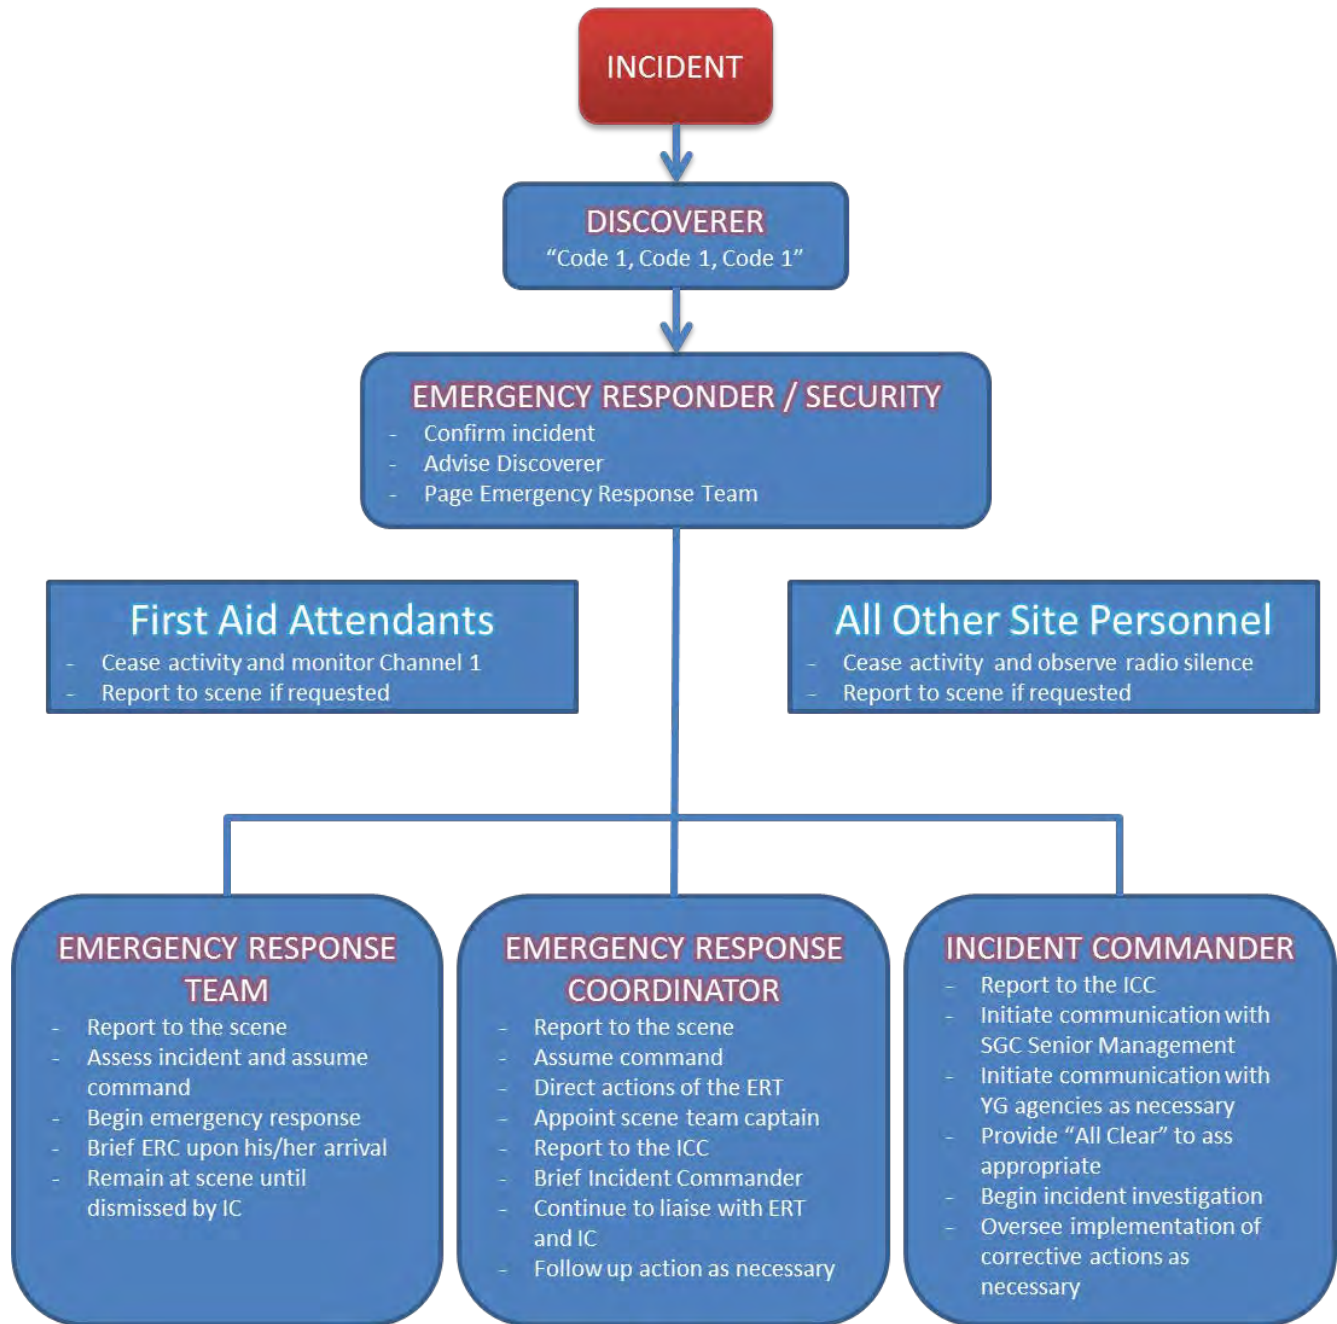 INCIDENT
DISCOVERER
“Code 1, Code 1, Code 1”
EMERGENCY RESPONDER / SECURITY
- Confirm incident
- Advise Discoverer
- Page Emergency Response Team
First Aid Attendants
- Cease activity and monitor Channel 1
- Report to scene if requested
All Other Site Personnel
- Cease activity and observe radio silence
- Report to scene if requested
EMERGENCY RESPONSE
TEAM
- Report to the scene
- Assess incident and assume
command
- Begin emergency response
- Brief ERC upon his/her arrival
- Remain at scene until
dismissed by IC
EMERGENCY RESPONSE
COORDINATOR
- Report to the scene
- Assume command
- Direct actions of the ERT
- Appoint scene team captain
- Report to the ICC
- Brief Incident Commander
- Continue to liaise with ERT
and IC
- Follow up action as necessary
INCIDENT COMMANDER
- Report to the ICC
- Initiate communication with
SGC Senior Management
- Initiate communication with
YG agencies as necessary
- Provide “All Clear” to ass
appropriate
- Begin incident investigation
- Oversee implementation of
corrective actions as
necessary